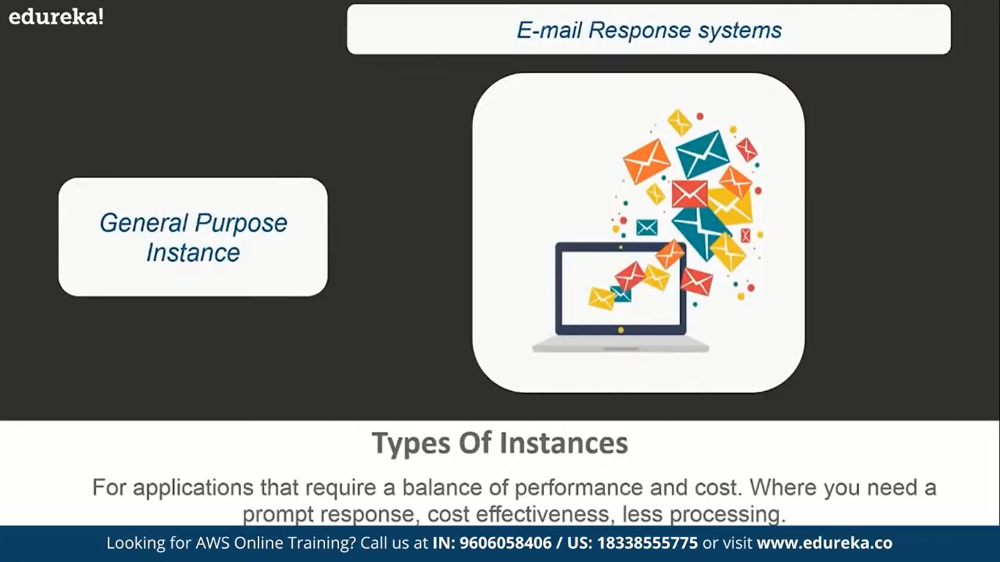 edureka!
E-mail Response systems
General Purpose
Instance
Types Of Instances
For applications that require a balance of performance and cost. Where you need a
prompt response, cost effectiveness, less processing.
Looking for AWS Online Training? Call us at IN: 9606058406 / US: 18338555775 or visit www.edureka.co